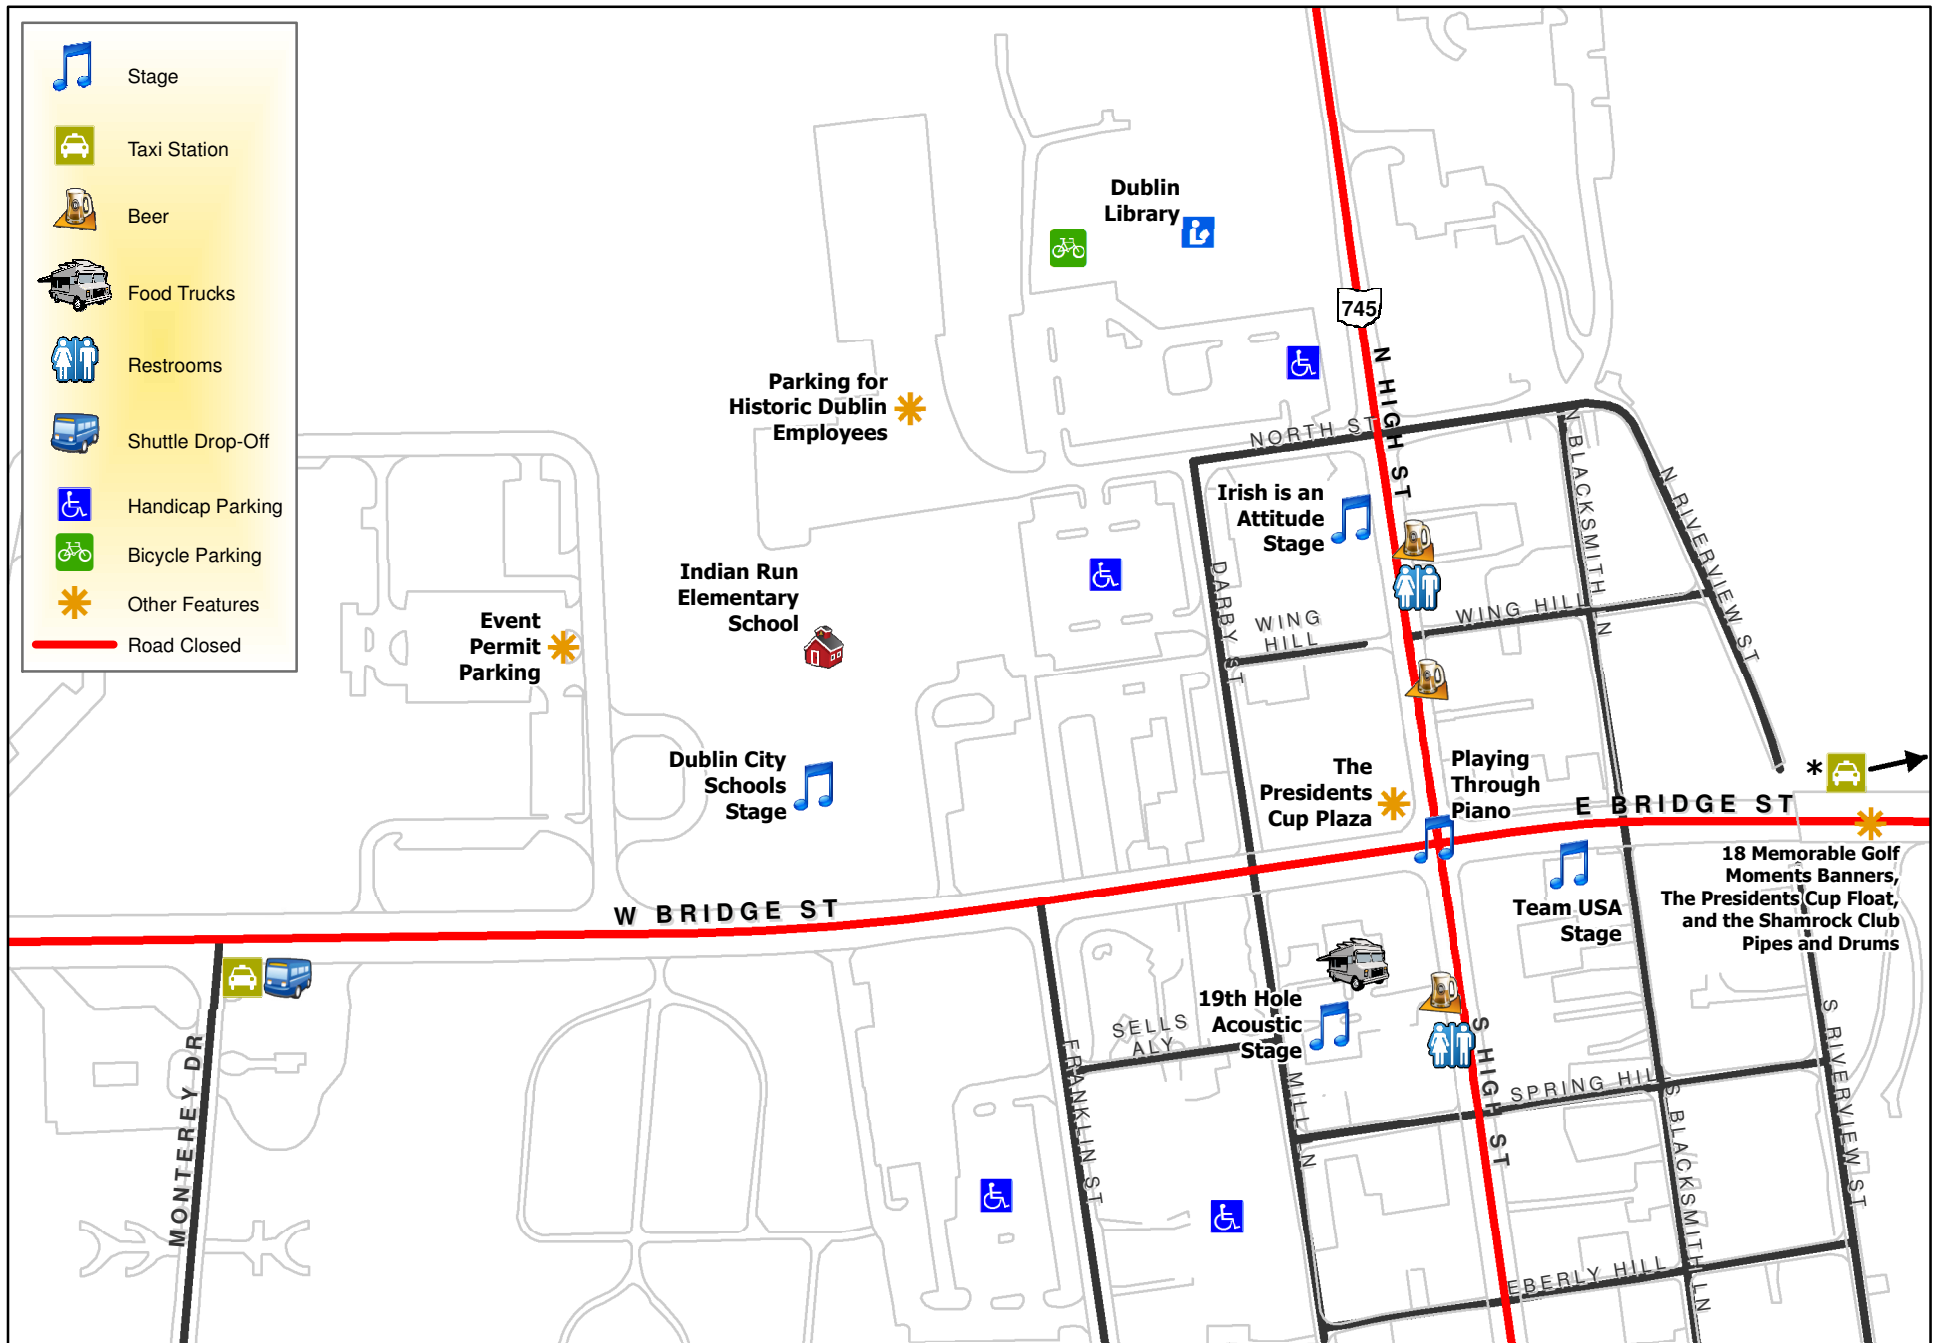 Stage
Taxi Station
Beer
Food Trucks
Restrooms
Shuttle Drop-Off
Handicap Parking
Bicycle Parking
Other Features
Road Closed
Dublin
Library
745
N HIGH ST
Parking for
Historic Dublin
Employees
NORTH ST
N BLACKSMITH LN
N RIVERVIEW ST
Irish is an
Attitude
Stage
DARBY ST
WING
HILL
WING HILL
Indian Run
Elementary
School
Event
Permit
Parking
Dublin City
Schools
Stage
The
Presidents
Cup Plaza
Playing
Through
Piano
*
E BRIDGE ST
W BRIDGE ST
Team USA
Stage
18 Memorable Golf
Moments Banners,
The Presidents Cup Float,
and the Shamrock Club
Pipes and Drums
19th Hole
Acoustic
Stage
SELLS
ALY
FRANKLIN ST
MILL LN
S HIGH ST
SPRING HILL
S BLACKSMITH LN
S RIVERVIEW ST
MONTEREY DR
EBERLY HILL